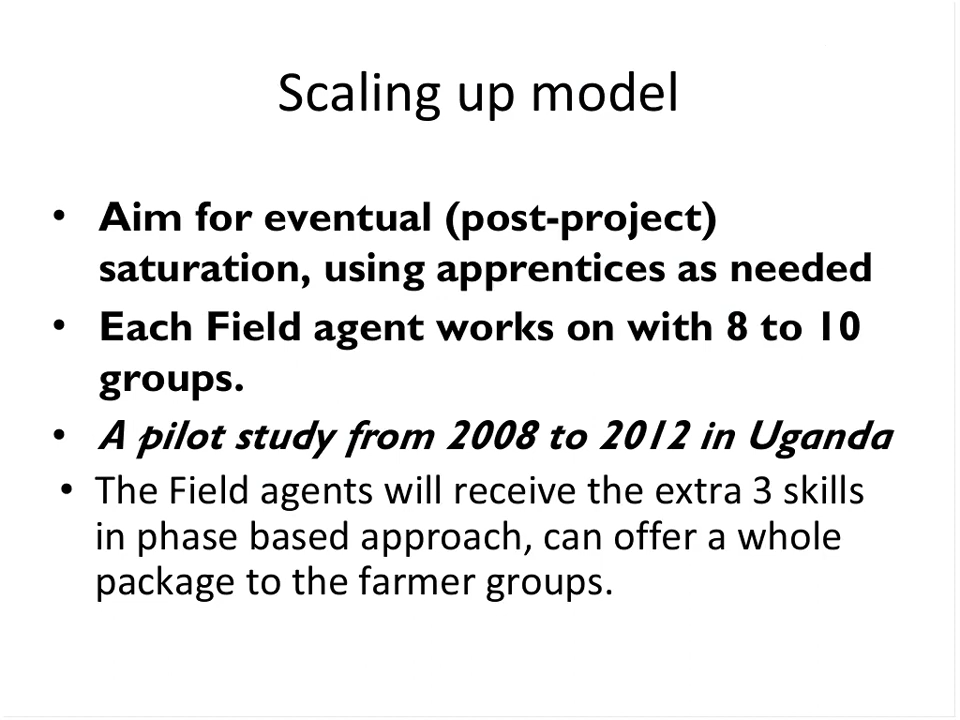 Scaling up model
• Aim for eventual (post-project)
saturation, using apprentices as needed
• Each Field agent works on with 8 to 10
groups.
• A pilot study from 2008 to 2012 in Uganda
• The Field agents will receive the extra 3 skills
in phase based approach, can offer a whole
package to the farmer groups.